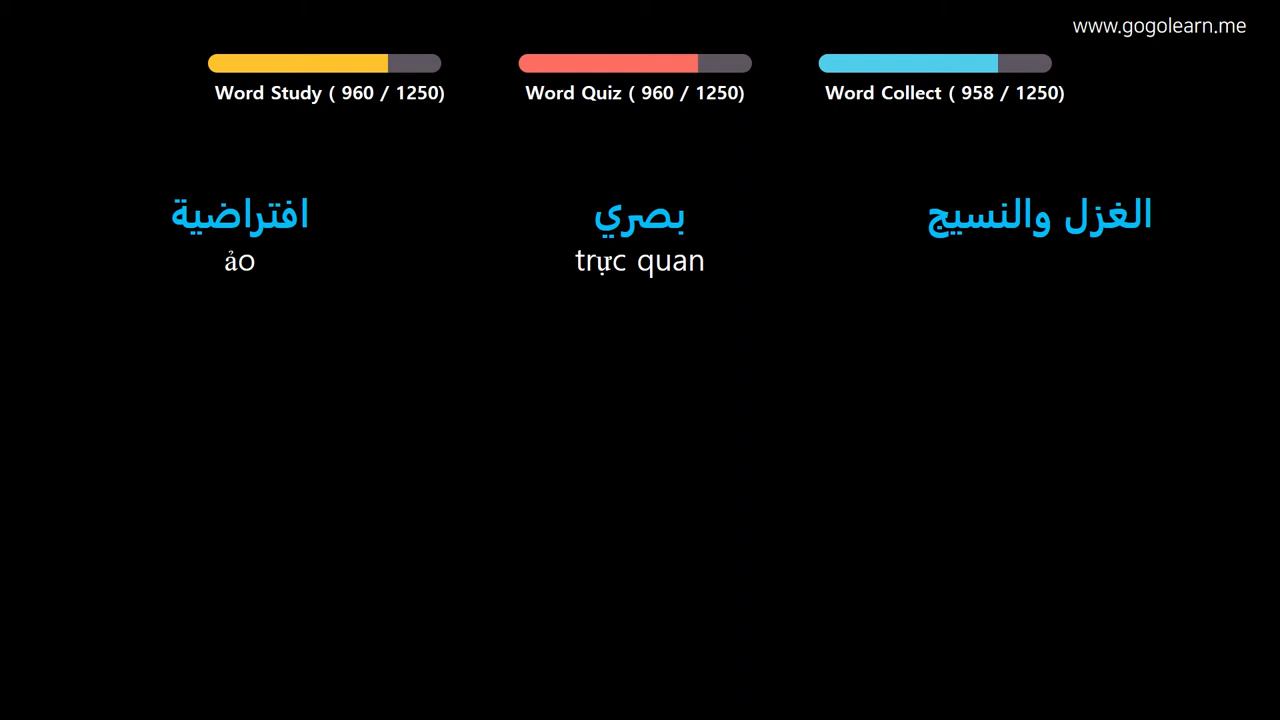 www.gogolearn.me
Word Study ( 960 / 1250)
Word Quiz ( 960 / 1250)
Word Collect ( 958 / 1250)
افتراضية
ảo
بصري
trực quan
الغزل والنسيج